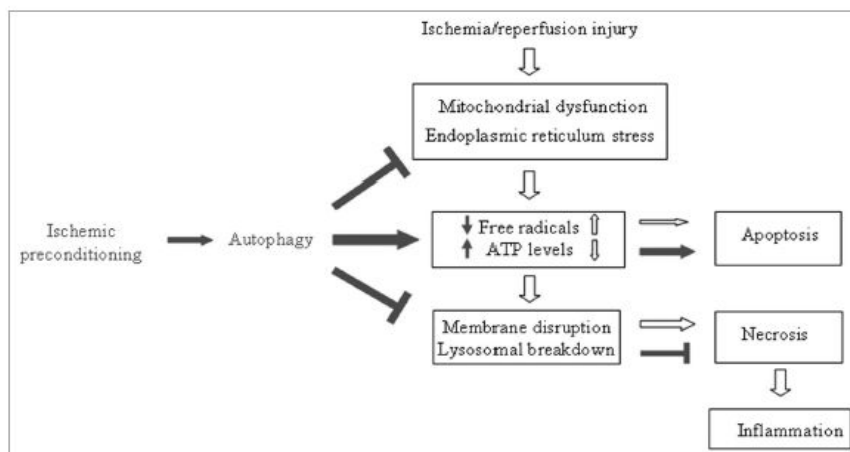 Ischemia/reperfusion injury
Mitochondrial dysfunction
Endoplasmic reticulum stress
Ischemic
preconditioning
Autophagy
Free radicals
ATP levels
Apoptosis
Membrane disruption
Lysosomal breakdown
Necrosis
Inflammation